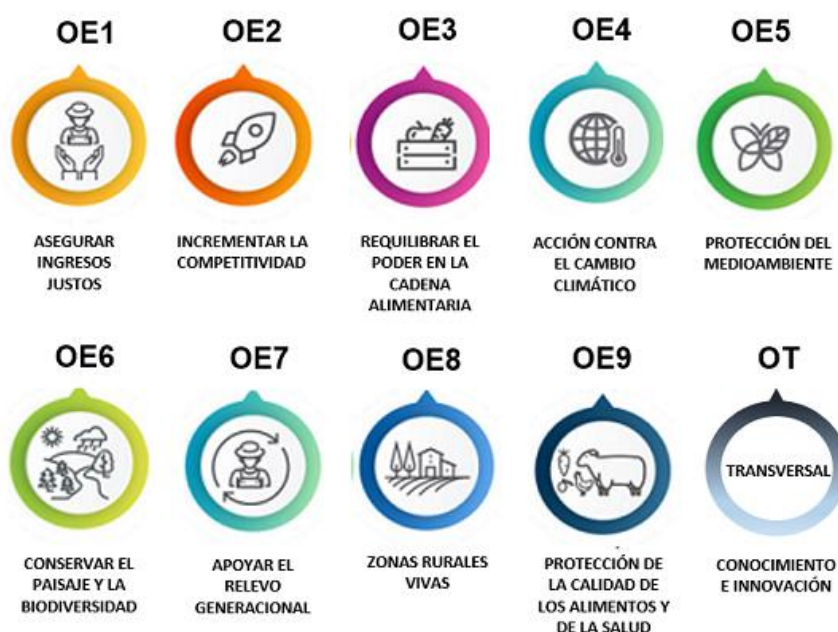 OE1
OE2
OE3
OE4
OE5
ASEGURAR
INGRESOS
JUSTOS
INCREMENTAR LA
COMPETITIVIDAD
REQUILIBRAR EL
PODER EN LA
CADENA
ALIMENTARIA
ACCIÓN CONTRA
EL CAMBIO
CLIMÁTICO
PROTECCIÓN DEL
MEDIOAMBIENTE
OE6
OE7
OE8
OE9
OT
TRANSVERSAL
CONSERVAR EL
PAISAJE Y LA
BIODIVERSIDAD
APOYAR EL
RELEVO
GENERACIONAL
ZONAS RURALES
VIVAS
PROTECCIÓN DE
LA CALIDAD DE
LOS ALIMENTOS Y
DE LA SALUD
CONOCIMIENTO
E INNOVACIÓN